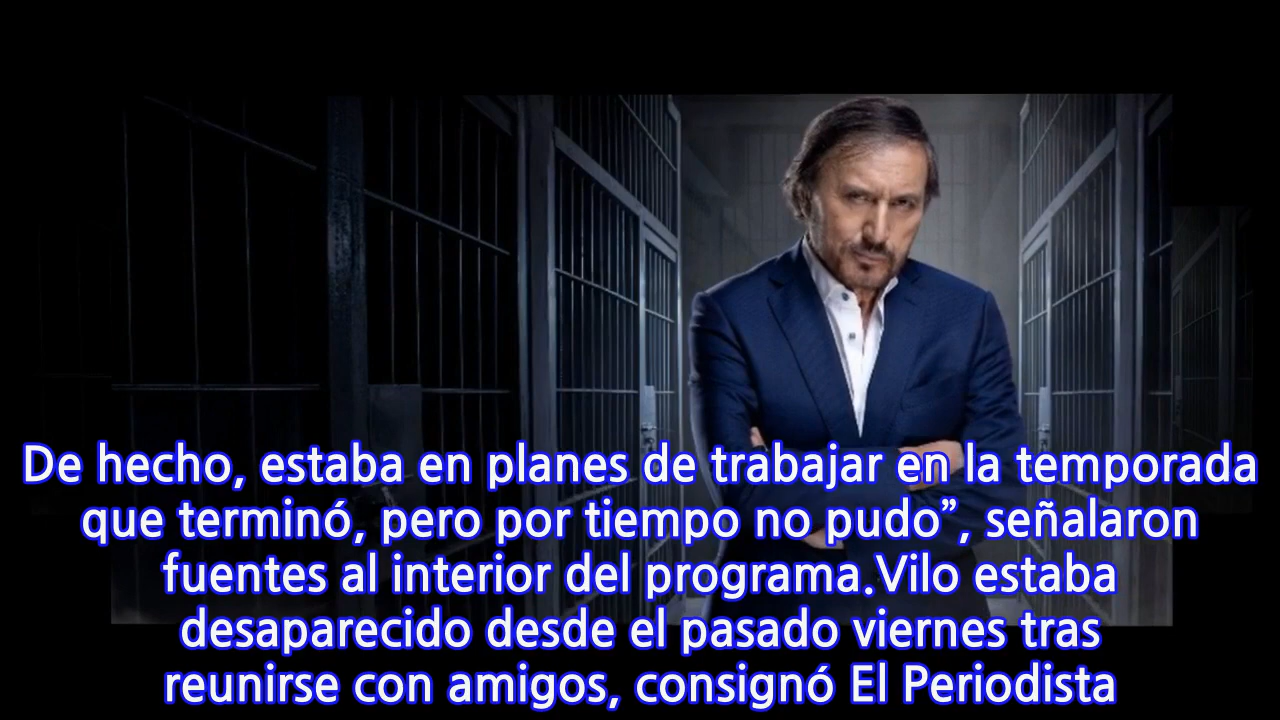 De hecho, estaba en planes de trabajar en la temporada
que terminó, pero por tiempo no pudo”, señalaron
fuentes al interior del programa.Vilo estaba
desaparecido desde el pasado viernes tras
reunirse con amigos, consignó El Periodista